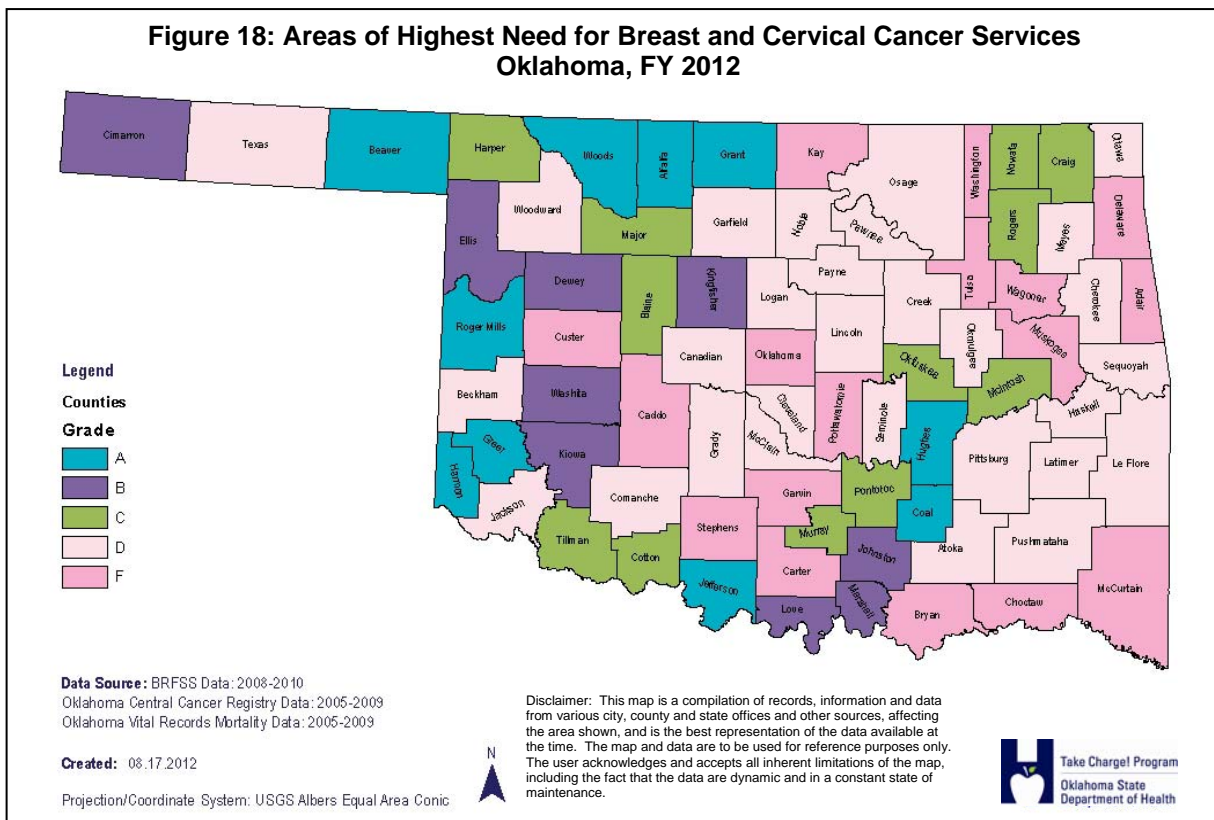 Figure 18: Areas of Highest Need for Breast and Cervical Cancer Services
Oklahoma, FY 2012
Cimarron
Texas
Beaver
Harper
Woods
Alfalfa
Grant
Kay
Osage
Washington
Nowata
Craig
Ottawa
Woodward
Major
Garfield
Noble
Pawnee
Rogers
Mayes
Delaware
Ellis
Dewey
Blaine
Kingfisher
Logan
Payne
Creek
Tulsa
Wagoner
Cherokee
Adair
Roger Mills
Custer
Canadian
Oklahoma
Lincoln
Okfuskee
Okmulgee
Muskogee
McIntosh
Sequoyah
Beckham
Washita
Caddo
Grady
McClain
Cleveland
Pottawatomie
Seminole
Hughes
Pittsburg
Haskell
Latimer
Le Flore
Harmon
Greer
Kiowa
Jackson
Comanche
Stephens
Garvin
Pontotoc
Coal
Atoka
Pushmataha
Tillman
Cotton
Jefferson
Carter
Murray
Johnston
Love
Marshall
Bryan
Choctaw
McCurtain
Legend
Counties
Grade
A
B
C
D
F
Data Source: BRFSS Data: 2008-2010
Oklahoma Central Cancer Registry Data: 2005-2009
Oklahoma Vital Records Mortality Data: 2005-2009
Created: 08.17.2012
Projection/Coordinate System: USGS Albers Equal Area Conic
N
Disclaimer: This map is a compilation of records, information and data
from various city, county and state offices and other sources, affecting
the area shown, and is the best representation of the data available at
the time. The map and data are to be used for reference purposes only.
The user acknowledges and accepts all inherent limitations of the map,
including the fact that the data are dynamic and in a constant state of
maintenance.
Take Charge! Program
Oklahoma State
Department of Health